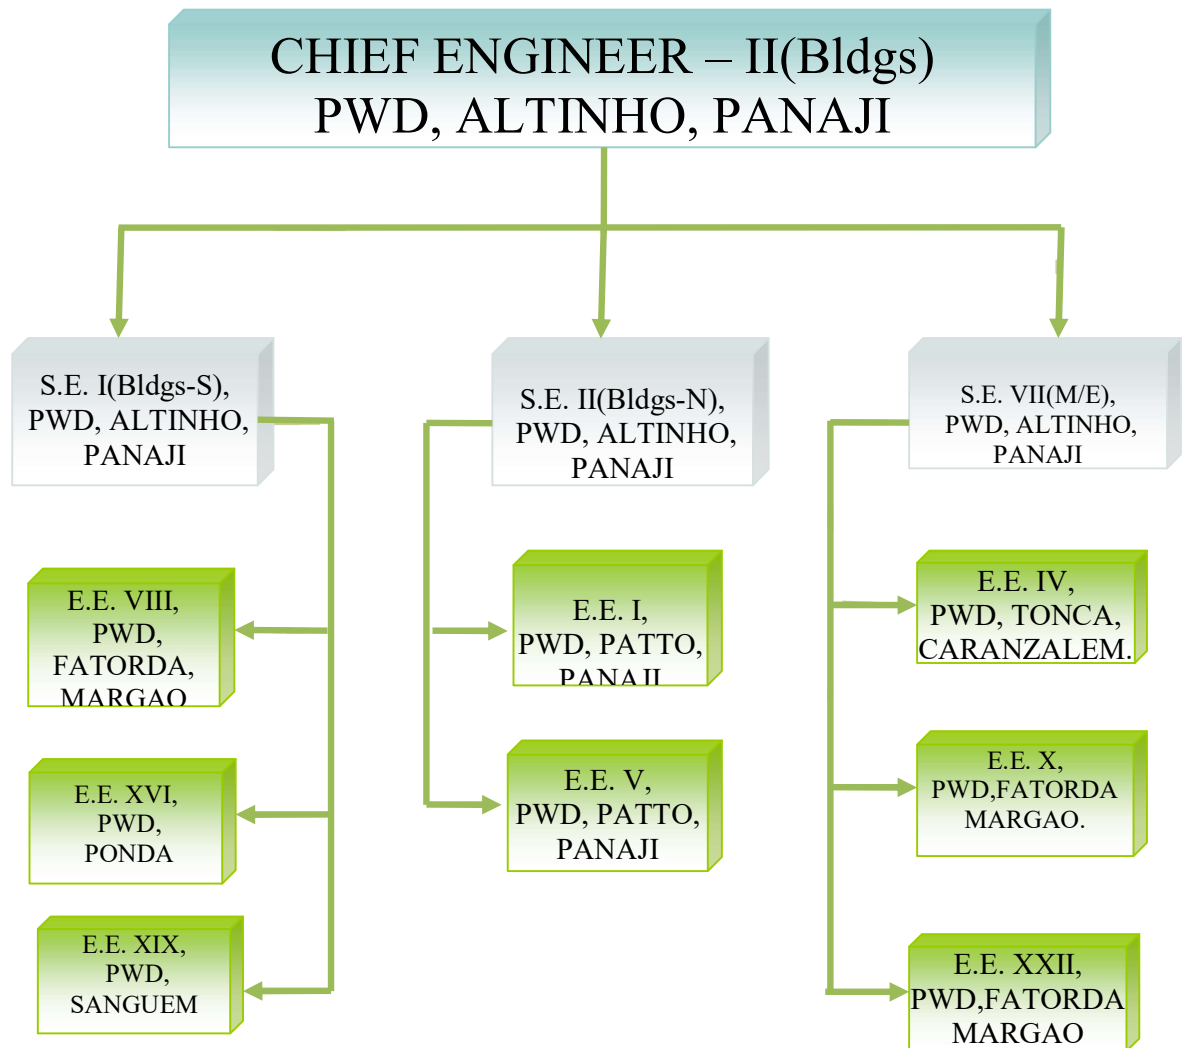 CHIEF ENGINEER – II(Bldgs)
PWD, ALTINHO, PANAJI
S.E. I(Bldgs-S),
PWD, ALTINHO,
PANAJI
S.E. II(Bldgs-N),
PWD, ALTINHO,
PANAJI
S.E. VII(M/E),
PWD, ALTINHO,
PANAJI
E.E. VIII,
PWD,
FATORDA,
MARGAO
E.E. I,
PWD, PATTO,
PANAJI
E.E. IV,
PWD, TONCA,
CARANZALEM.
E.E. XVI,
PWD,
PONDA
E.E. V,
PWD, PATTO,
PANAJI
E.E. X,
PWD,FATORDA
MARGAO.
E.E. XIX,
PWD,
SANGUEM
E.E. XXII,
PWD,FATORDA
MARGAO